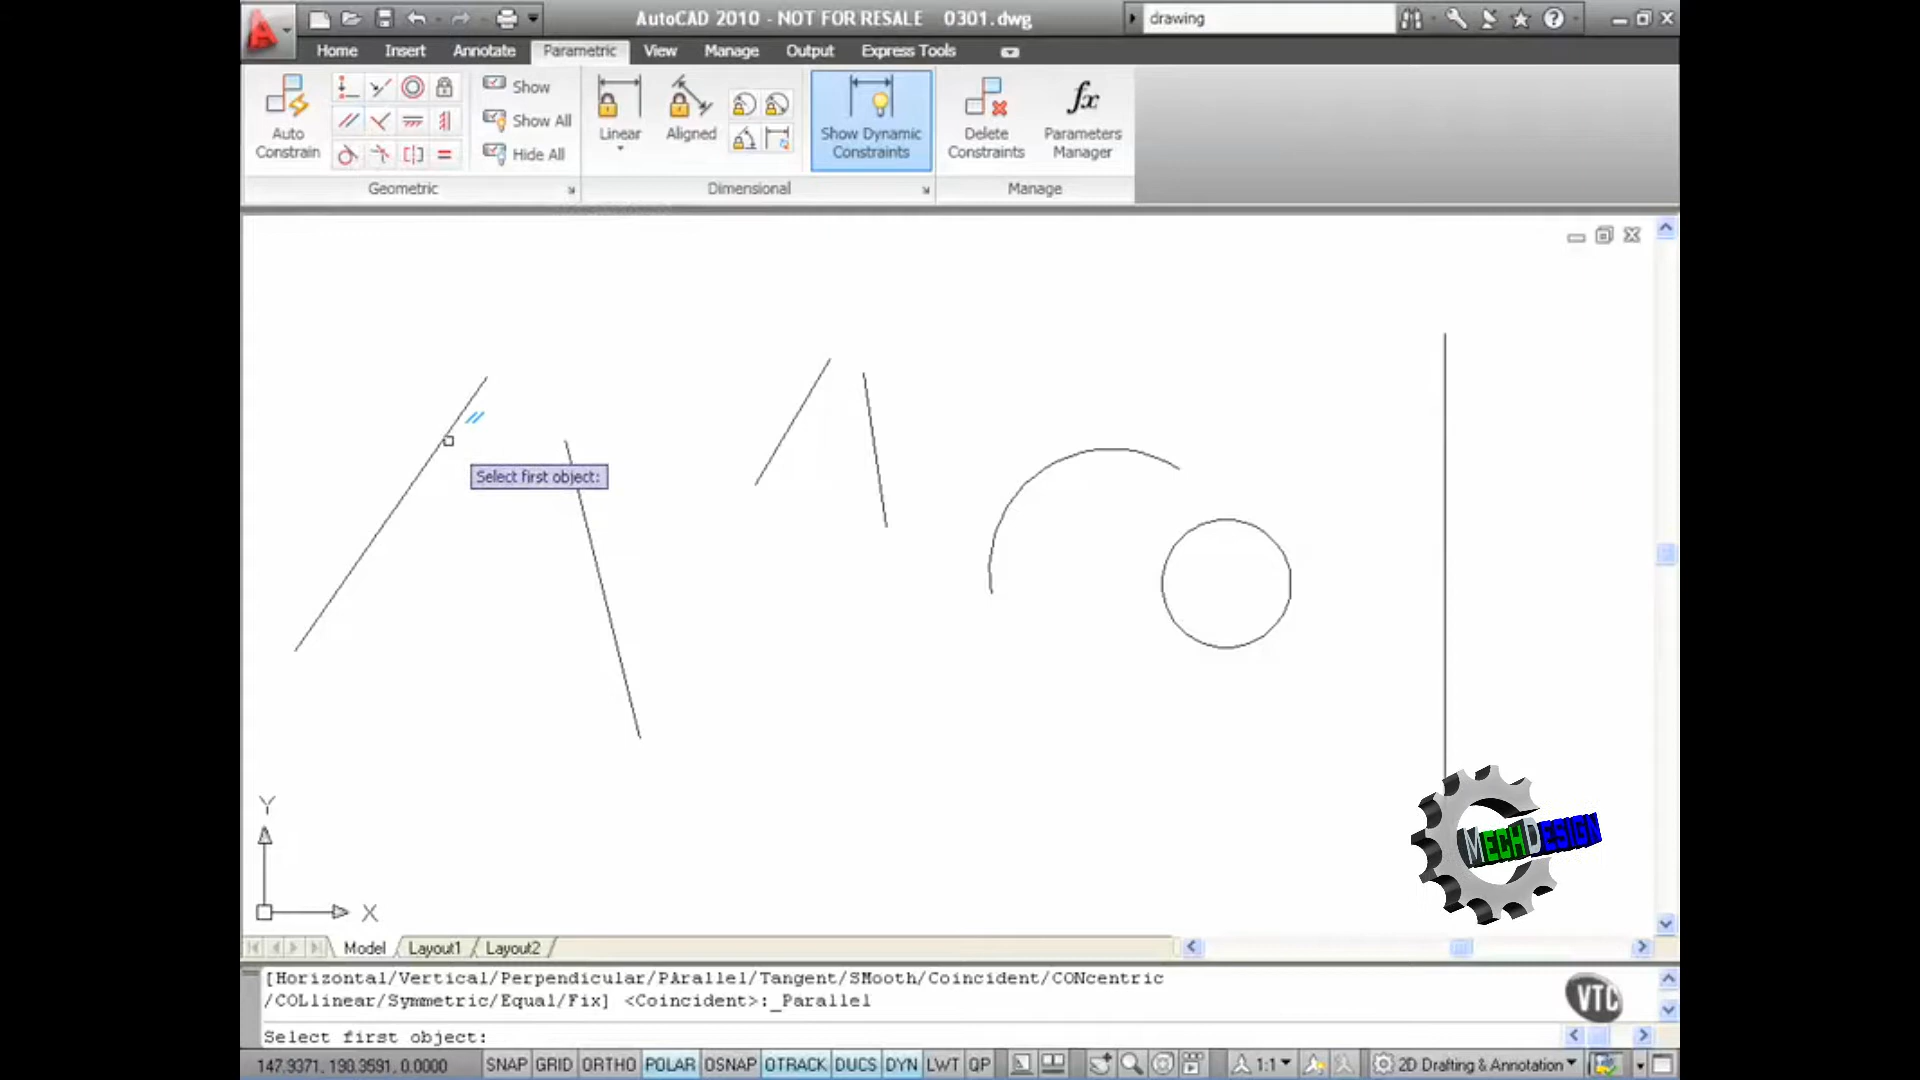 AutoCAD 2010 - NOT FOR RESALE 0301.dwg
drawing
Home Insert Annotate Parametric View Manage Output Express Tools
Auto
Constrain
Show
Show All
Hide All
Linear
Aligned
Show Dynamic
Constraints
Delete
Constraints
fx
Parameters
Manager
Geometric
Dimensional
Manage
Select first object:
Y
X
MECHDESIGN
Model Layout1 Layout2
[Horizontal/Vertical/Perpendicular/PArallel/Tangent/SMooth/Coincident/CONcentric
/COLlinear/Symmetric/Equal/Fix] <Coincident>:_Parallel
VTC
Select first object:
147.9371, 190.3591, 0.0000 SNAP GRID ORTHO POLAR OSNAP OTRACK DUCS DYN LWT QP 1:1 2D Drafting & Annotation